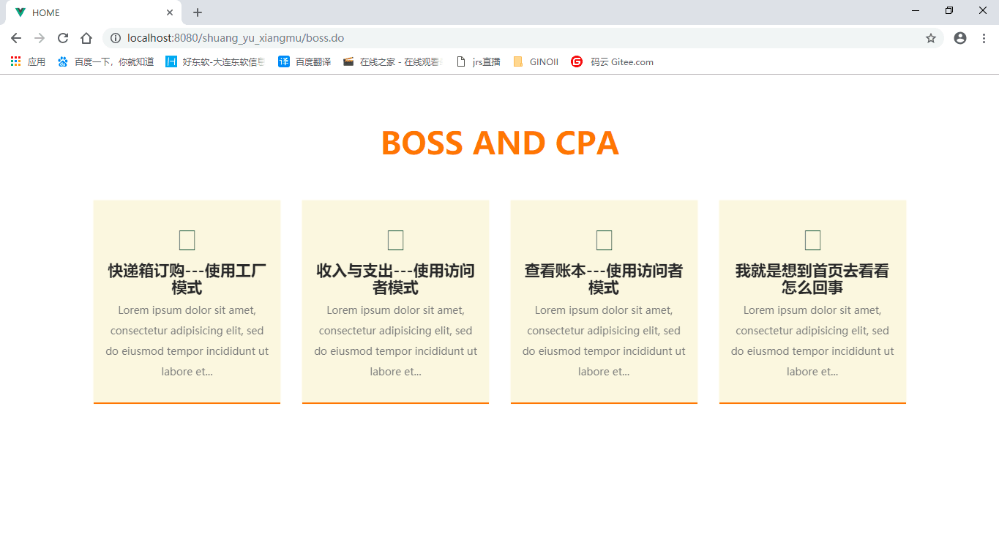 HOME
localhost:8080/shuang_yu_xiangmu/boss.do
应用 百度一下，你就知道 好东软-大连东软信息 百度翻译 在线之家 - 在线观看 jrs直播 GINOII 码云 Gitee.com
BOSS AND CPA
快递箱订购---使用工厂
模式
Lorem ipsum dolor sit amet,
consectetur adipisicing elit, sed
do eiusmod tempor incididunt ut
labore et...
收入与支出---使用访问
者模式
Lorem ipsum dolor sit amet,
consectetur adipisicing elit, sed
do eiusmod tempor incididunt ut
labore et...
查看账本---使用访问者
模式
Lorem ipsum dolor sit amet,
consectetur adipisicing elit, sed
do eiusmod tempor incididunt ut
labore et...
我就是想到首页去看看
怎么回事
Lorem ipsum dolor sit amet,
consectetur adipisicing elit, sed
do eiusmod tempor incididunt ut
labore et...